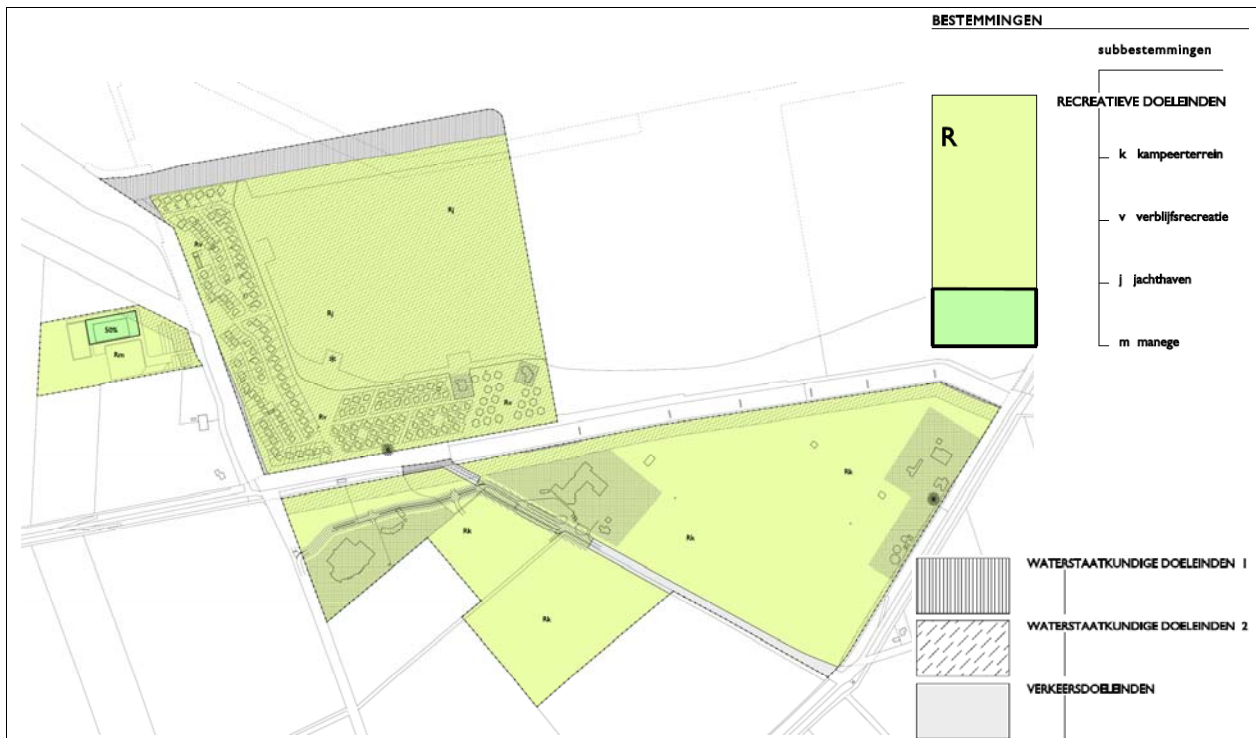 BESTEMMINGEN
subbestemmingen
RECREATIEVE DOELEINDEN
R
k kampeerterrein
v verblijfsrecreatie
j jachthaven
m manege
Rj
Rv
Rj
50%
Rm
Rv
Rv
Rk
Rk
Rk
Rk
WATERSTAATKUNDIGE DOELEINDEN 1
WATERSTAATKUNDIGE DOELEINDEN 2
VERKEERSDOELEINDEN